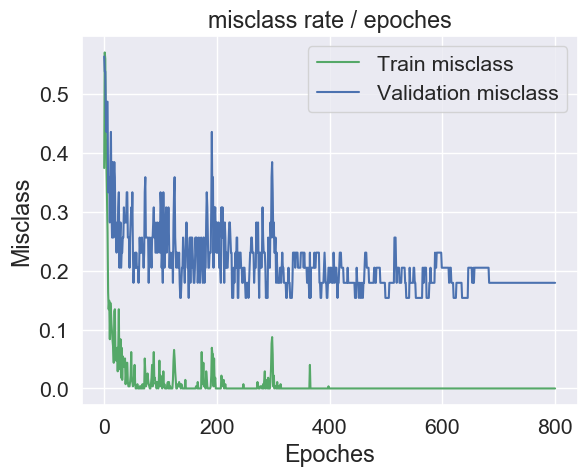 misclass rate / epoches
Train misclass
Validation misclass
Misclass
0.5
0.4
0.3
0.2
0.1
0.0
0
200
400
600
800
Epoches